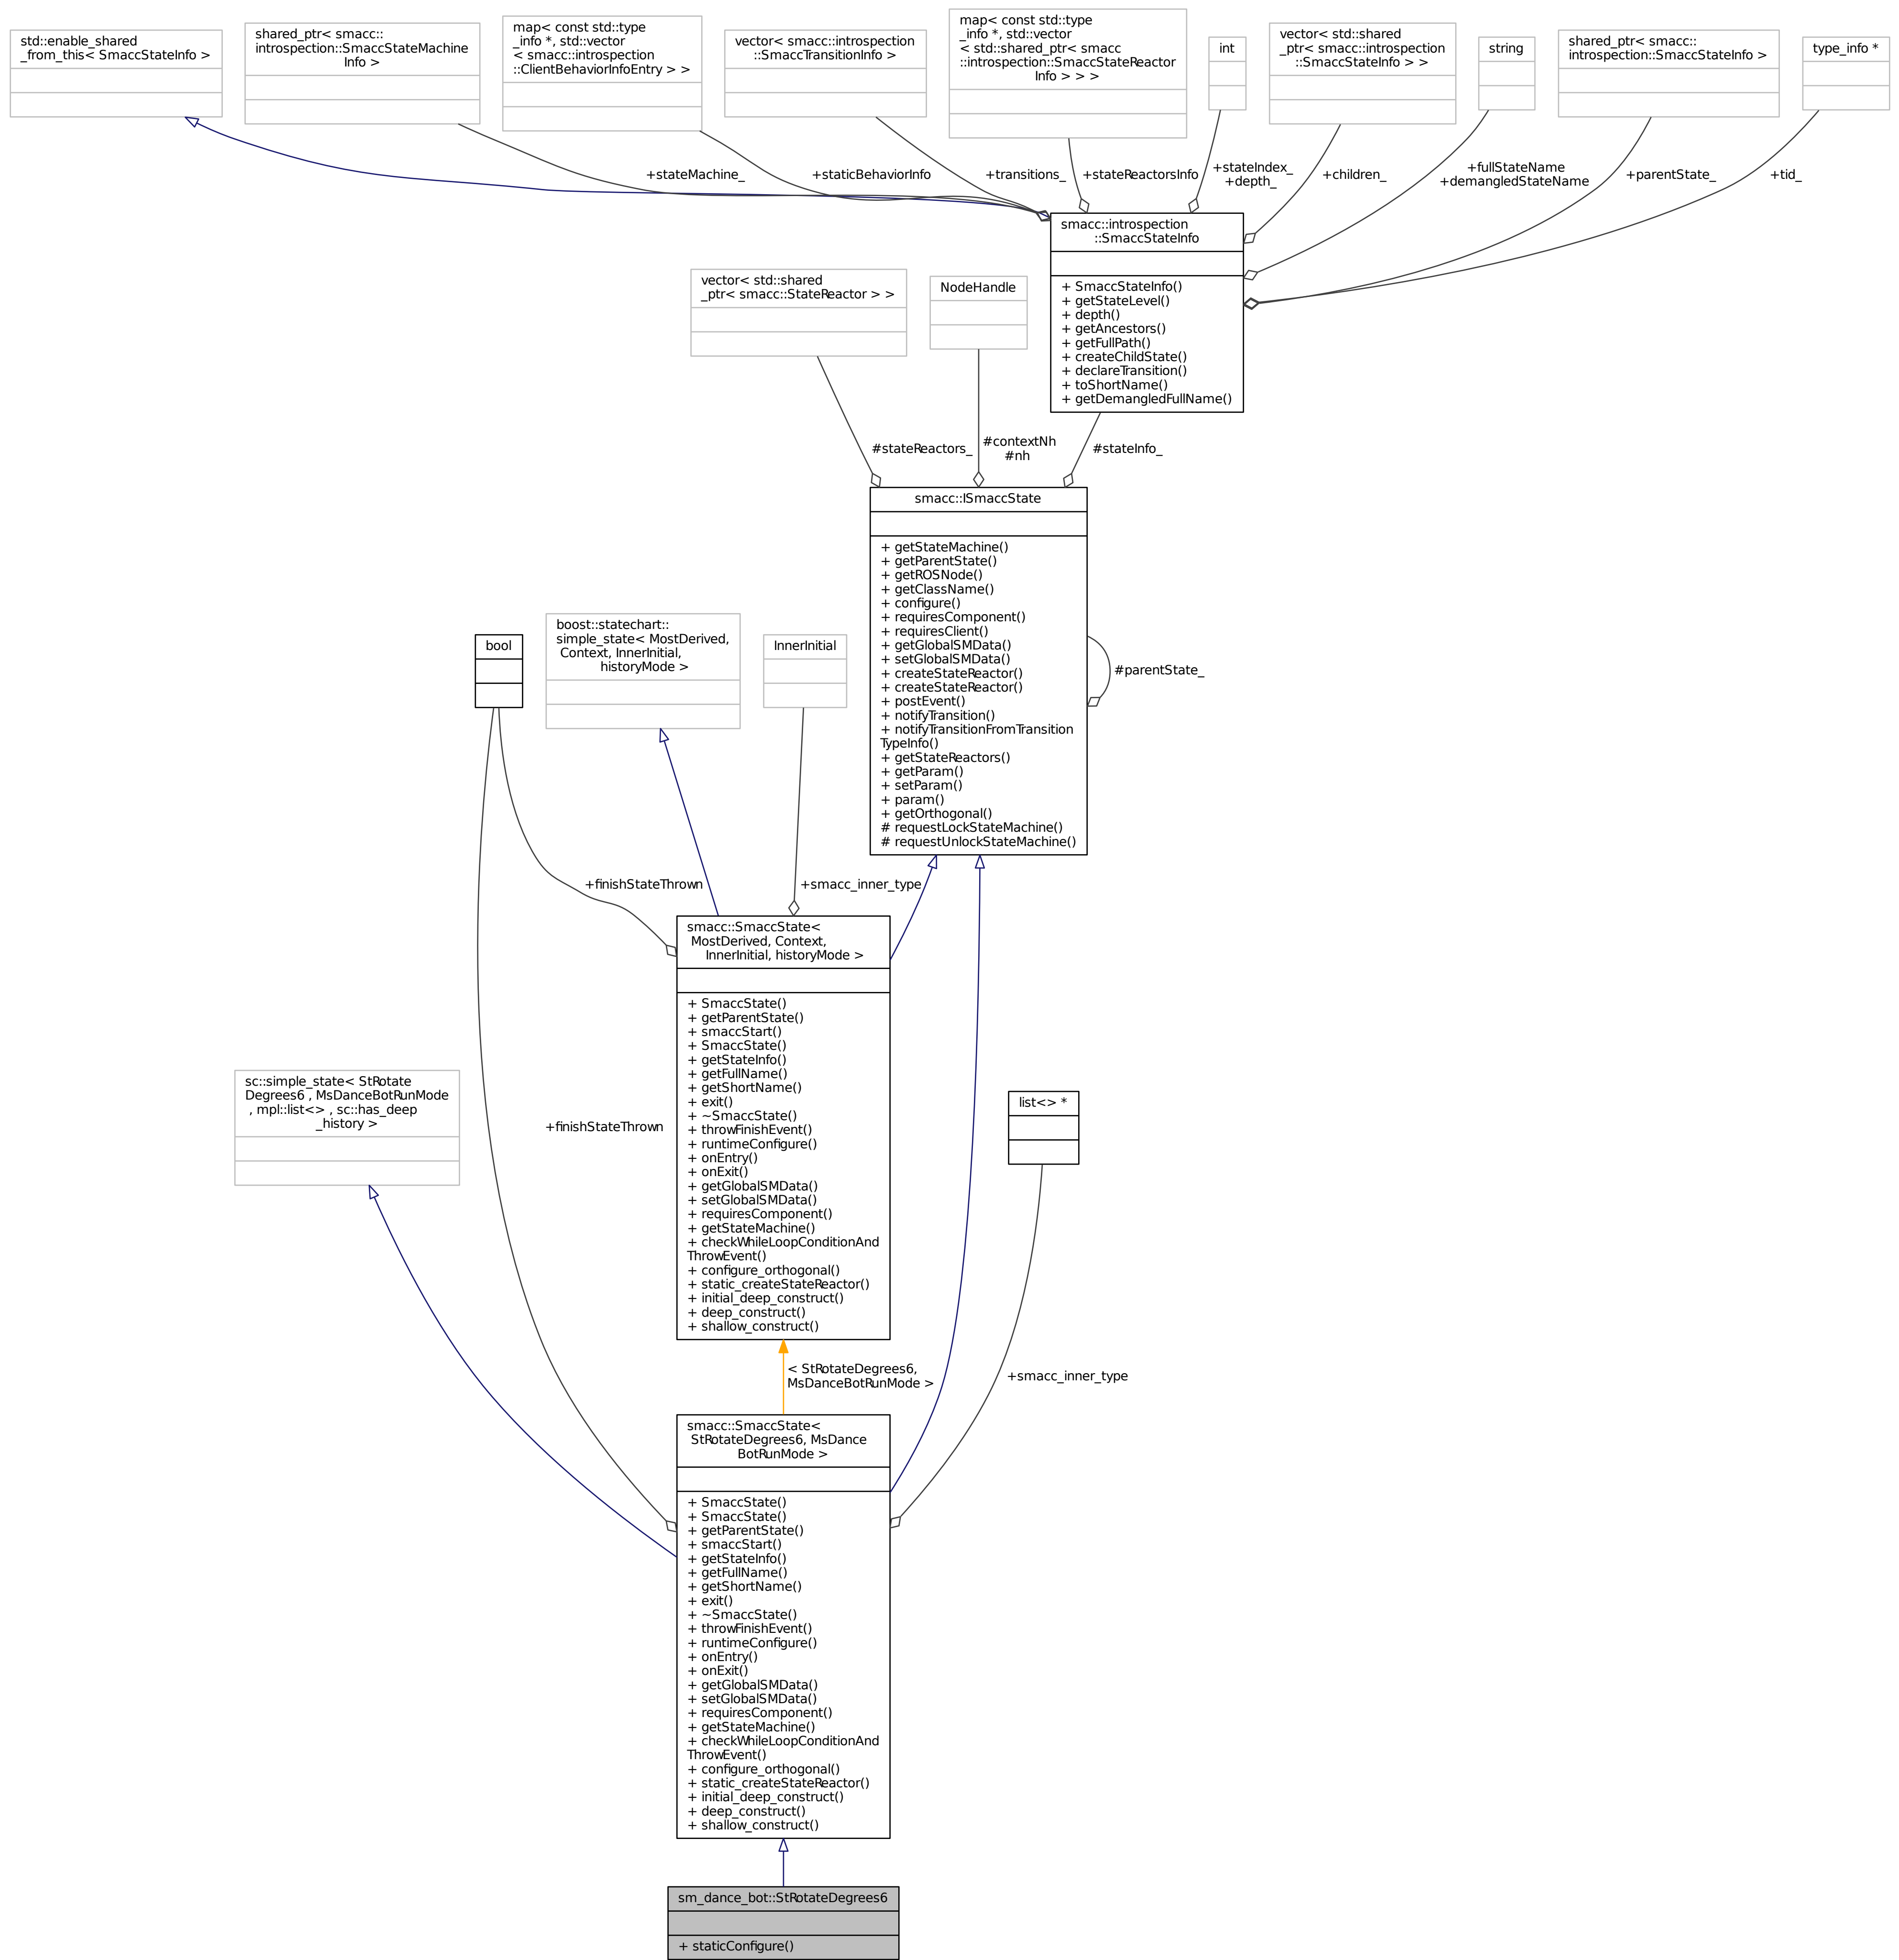 std::enable_shared
_from_this< SmaccStateInfo >
shared_ptr< smacc::
introspection::SmaccStateMachine
Info >
map< const std::type
_info *, std::vector
< smacc::introspection
::ClientBehaviorInfoEntry > >
vector< smacc::introspection
::SmaccTransitionInfo >
map< const std::type
_info *, std::vector
< std::shared_ptr< smacc
::introspection::SmaccStateReactor
Info > > >
int
vector< std::shared
_ptr< smacc::introspection
::SmaccStateInfo > >
string
shared_ptr< smacc::
introspection::SmaccStateInfo >
type_info *
+stateMachine_
+staticBehaviorInfo
+transitions_
+stateReactorsInfo
+stateIndex_
+depth_
+children_
+fullStateName
+demangledStateName
+parentState_
+tid_
smacc::introspection
::SmaccStateInfo
+ SmaccStateInfo()
+ getStateLevel()
+ depth()
+ getAncestors()
+ getFullPath()
+ createChildState()
+ declareTransition()
+ toShortName()
+ getDemangledFullName()
vector< std::shared
_ptr< smacc::StateReactor > >
NodeHandle
#stateReactors_
#contextNh
#nh
#stateInfo_
smacc::ISmaccState
+ getStateMachine()
+ getParentState()
+ getROSNode()
+ getClassName()
+ configure()
+ requiresComponent()
+ requiresClient()
+ getGlobalSMData()
+ setGlobalSMData()
+ createStateReactor()
+ createStateReactor()
+ postEvent()
+ notifyTransition()
+ notifyTransitionFromTransition
TypeInfo()
+ getStateReactors()
+ getParam()
+ setParam()
+ param()
+ getOrthogonal()
# requestLockStateMachine()
# requestUnlockStateMachine()
#parentState_
bool
boost::statechart::
simple_state< MostDerived,
Context, InnerInitial,
historyMode >
InnerInitial
+finishStateThrown
+smacc_inner_type
smacc::SmaccState<
MostDerived, Context,
InnerInitial, historyMode >
+ SmaccState()
+ getParentState()
+ smaccStart()
+ SmaccState()
+ getStateInfo()
+ getFullName()
+ getShortName()
+ exit()
+ ~SmaccState()
+ throwFinishEvent()
+ runtimeConfigure()
+ onEntry()
+ onExit()
+ getGlobalSMData()
+ setGlobalSMData()
+ requiresComponent()
+ getStateMachine()
+ checkWhileLoopConditionAnd
ThrowEvent()
+ configure_orthogonal()
+ static_createStateReactor()
+ initial_deep_construct()
+ deep_construct()
+ shallow_construct()
sc::simple_state< StRotate
Degrees6 , MsDanceBotRunMode
, mpl::list<> , sc::has_deep
_history >
+finishStateThrown
list<> *
< StRotateDegrees6,
MsDanceBotRunMode >
+smacc_inner_type
smacc::SmaccState<
StRotateDegrees6, MsDance
BotRunMode >
+ SmaccState()
+ SmaccState()
+ getParentState()
+ smaccStart()
+ getStateInfo()
+ getFullName()
+ getShortName()
+ exit()
+ ~SmaccState()
+ throwFinishEvent()
+ runtimeConfigure()
+ onEntry()
+ onExit()
+ getGlobalSMData()
+ setGlobalSMData()
+ requiresComponent()
+ getStateMachine()
+ checkWhileLoopConditionAnd
ThrowEvent()
+ configure_orthogonal()
+ static_createStateReactor()
+ initial_deep_construct()
+ deep_construct()
+ shallow_construct()
sm_dance_bot::StRotateDegrees6
+ staticConfigure()